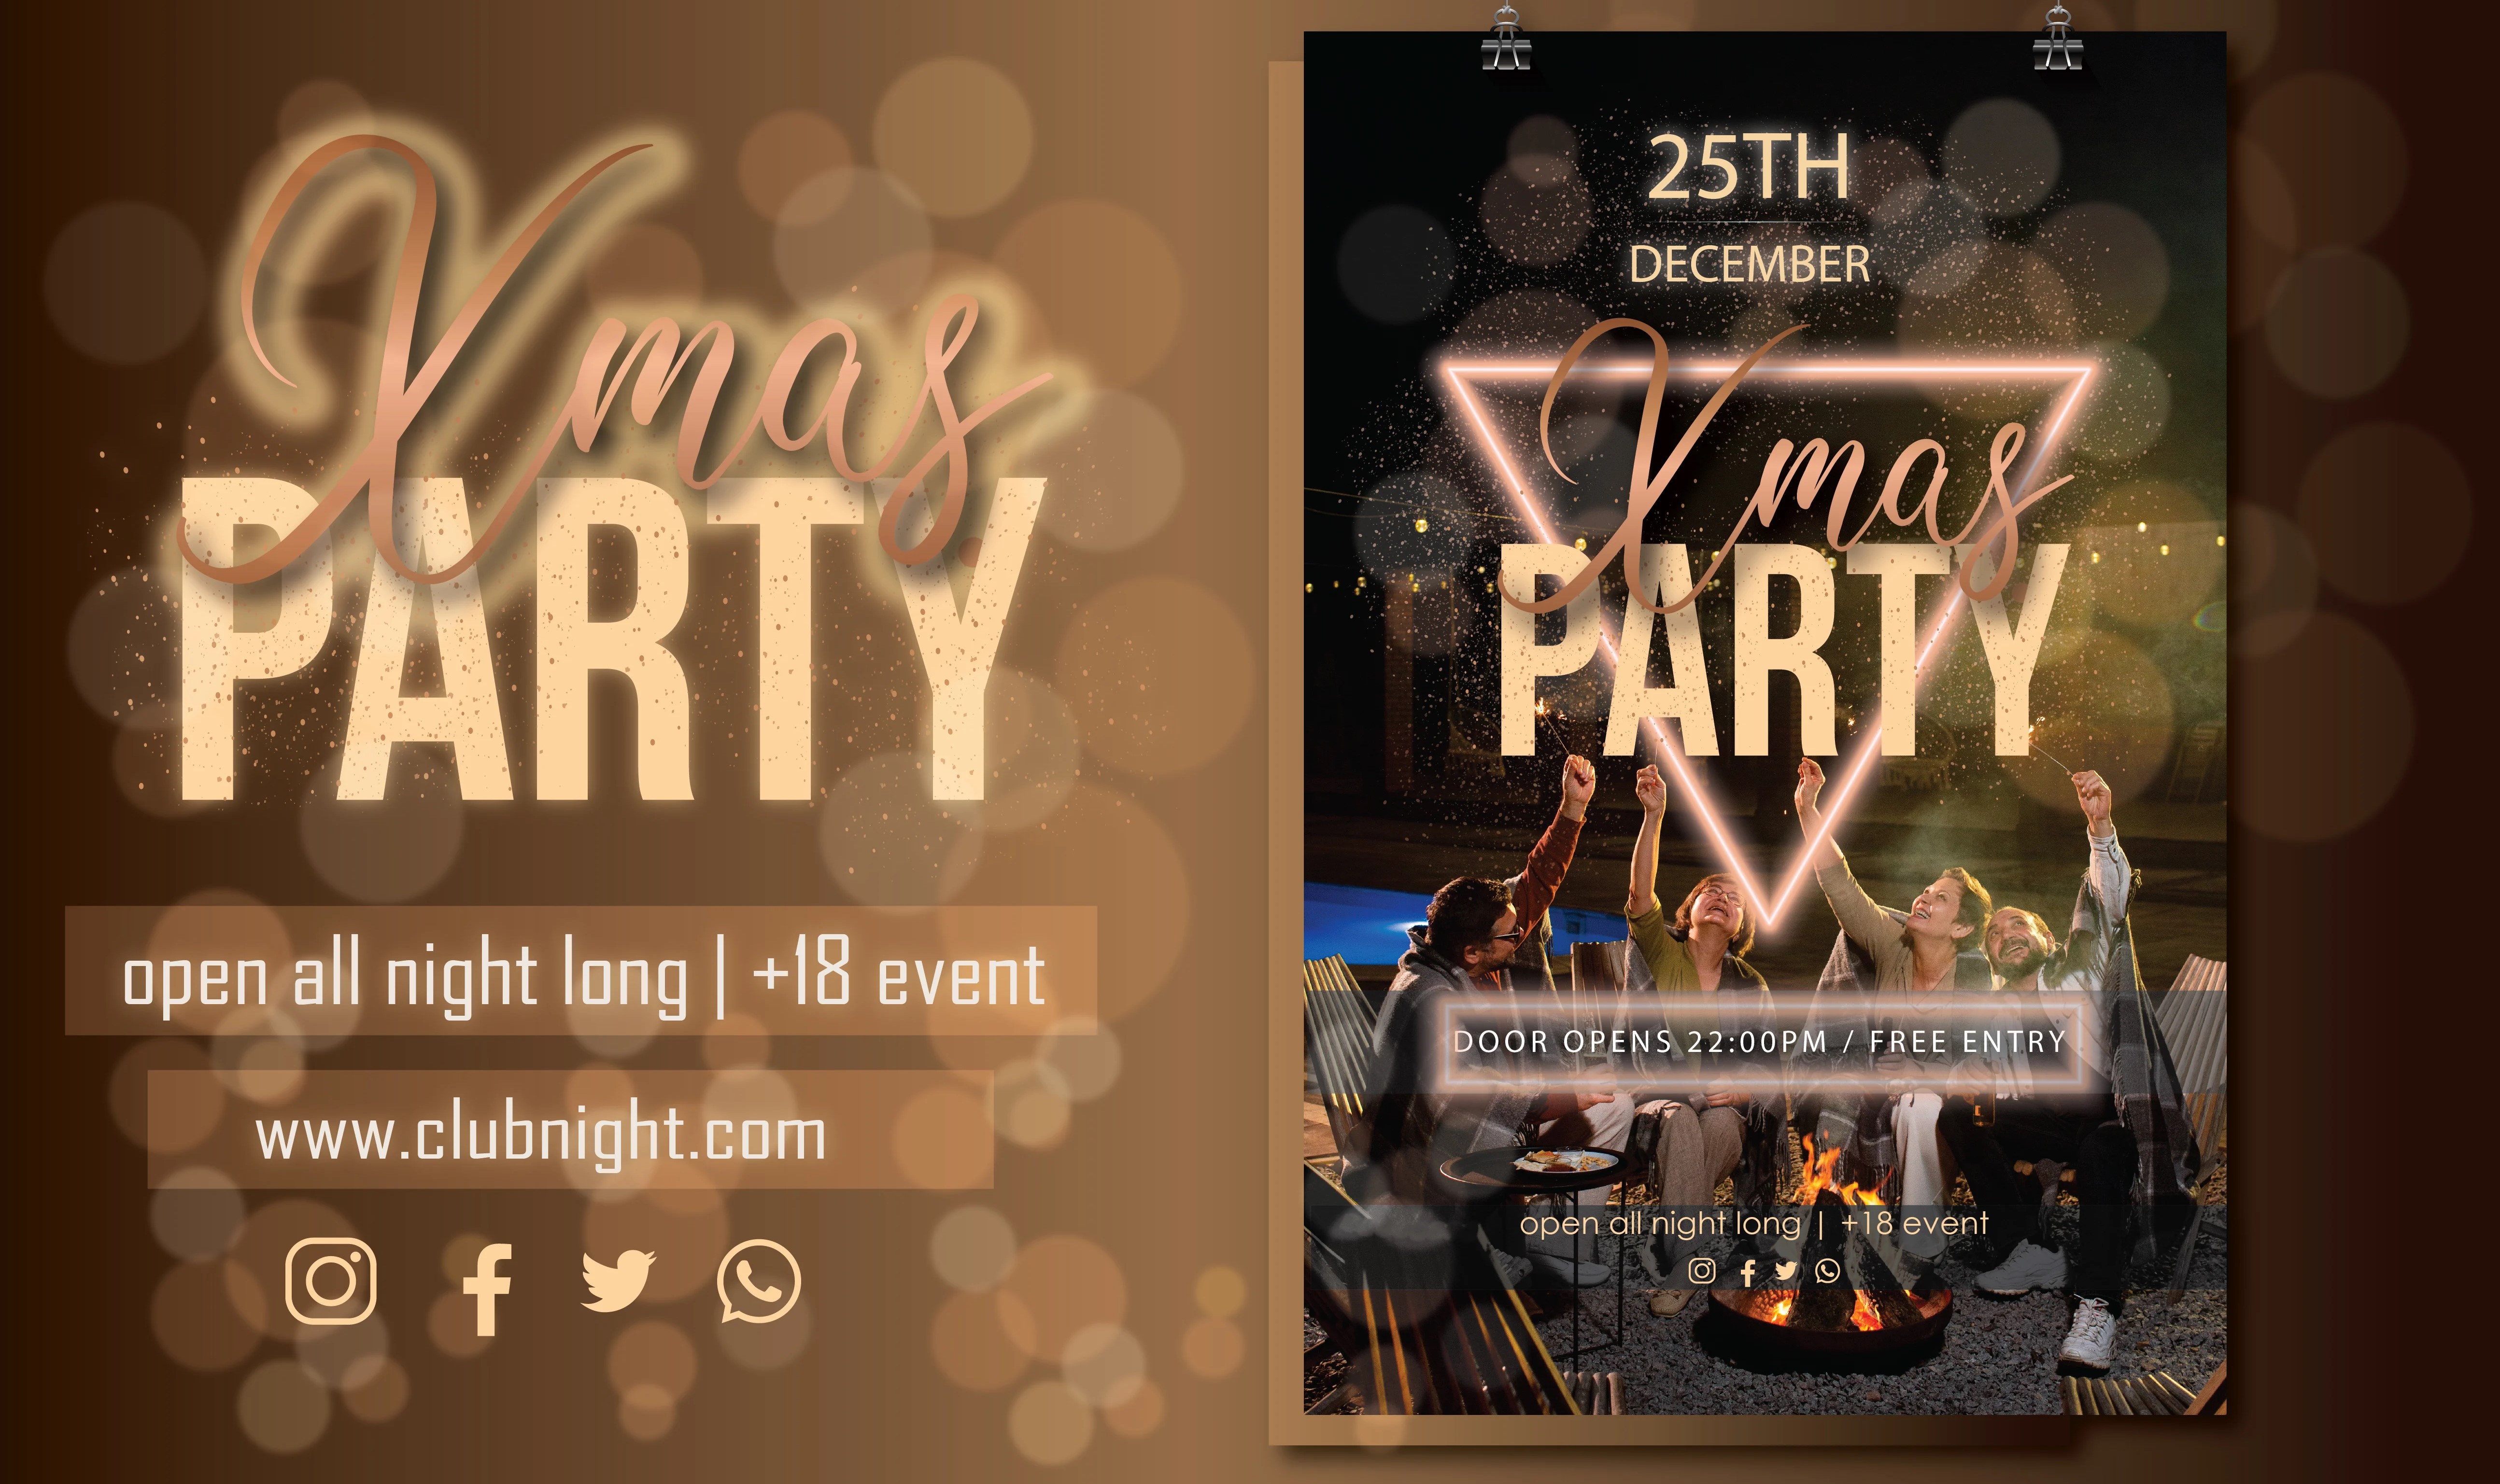 Xmas
PARTY
open all night long | +18 event
www.clubnight.com
25TH
DECEMBER
Xmas
PARTY
DOOR OPENS 22:00PM / FREE ENTRY
open all night long | +18 event